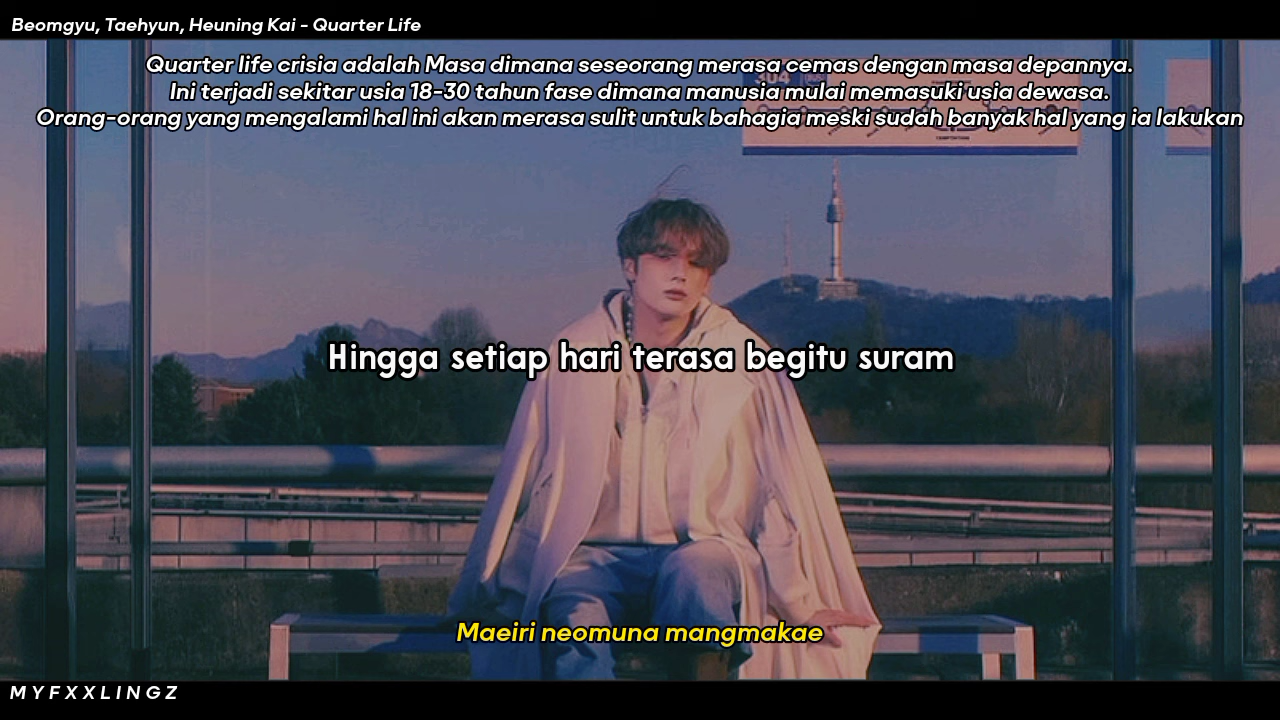 Beomgyu, Taehyun, Heuning Kai - Quarter Life
Quarter life crisia adalah Masa dimana seseorang merasa cemas dengan masa depannya.
Ini terjadi sekitar usia 18-30 tahun fase dimana manusia mulai memasuki usia dewasa.
Orang-orang yang mengalami hal ini akan merasa sulit untuk bahagia meski sudah banyak hal yang ia lakukan
304
Hingga setiap hari terasa begitu suram
Maeiri neomuna mangmakae
MYFXXLINGZ